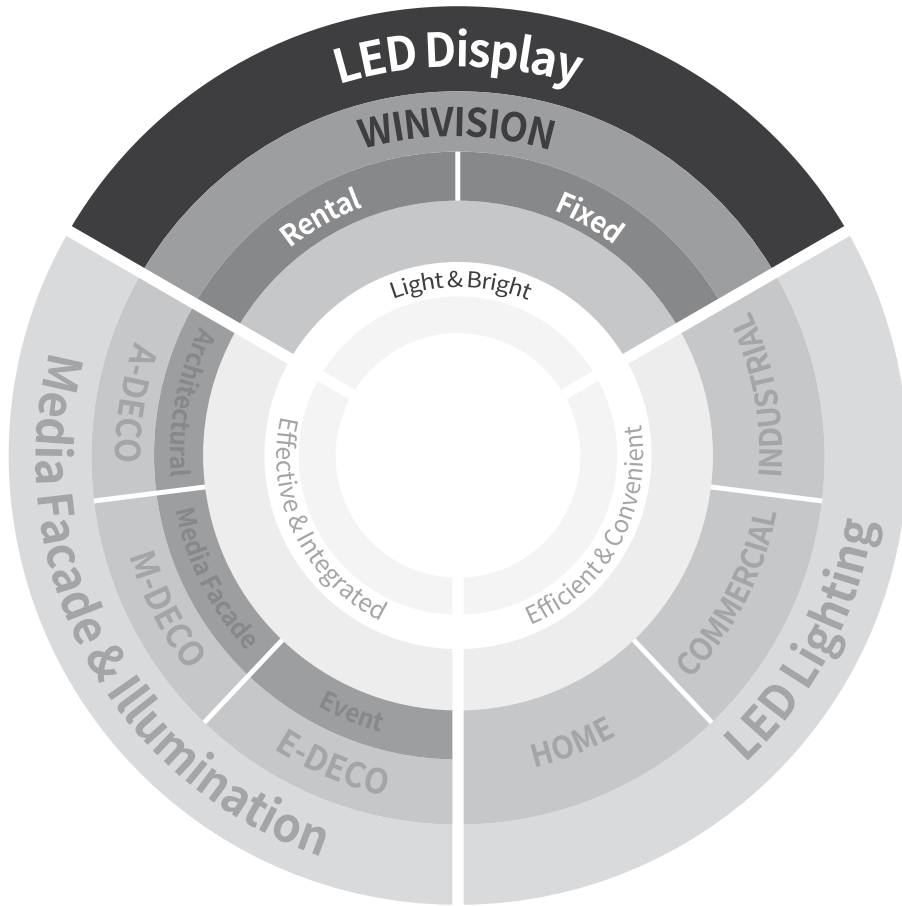 LED Display
WINVISION
Rental
Fixed
Light & Bright
Media Facade & Illumination
A-DECO
Architectural
M-DECO
Media Facade
E-DECO
Event
Effective & Integrated
LED Lighting
INDUSTRIAL
COMMERCIAL
HOME
Efficient & Convenient